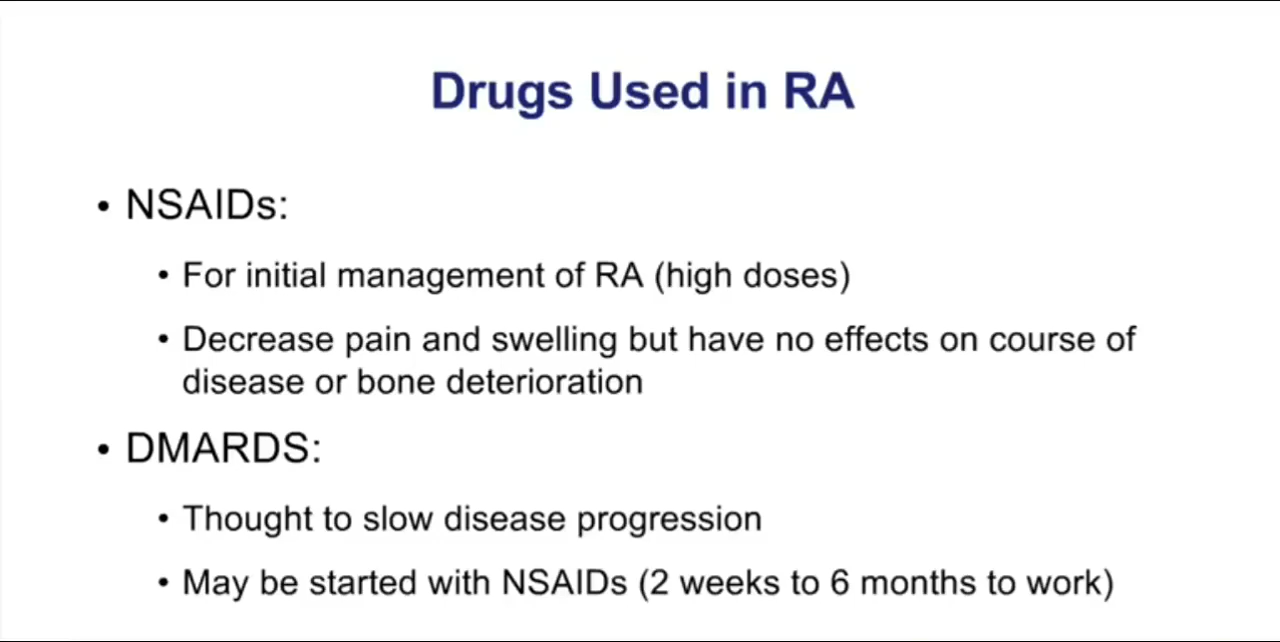 Drugs Used in RA
• NSAIDs:
• For initial management of RA (high doses)
• Decrease pain and swelling but have no effects on course of
disease or bone deterioration
• DMARDS:
• Thought to slow disease progression
• May be started with NSAIDs (2 weeks to 6 months to work)